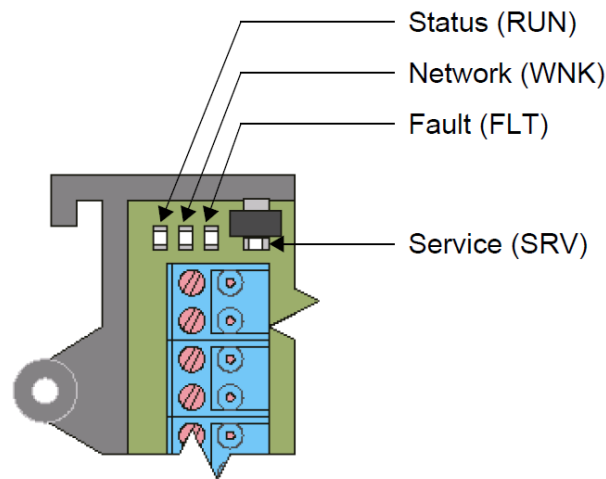 Status (RUN)
Network (WNK)
Fault (FLT)
Service (SRV)